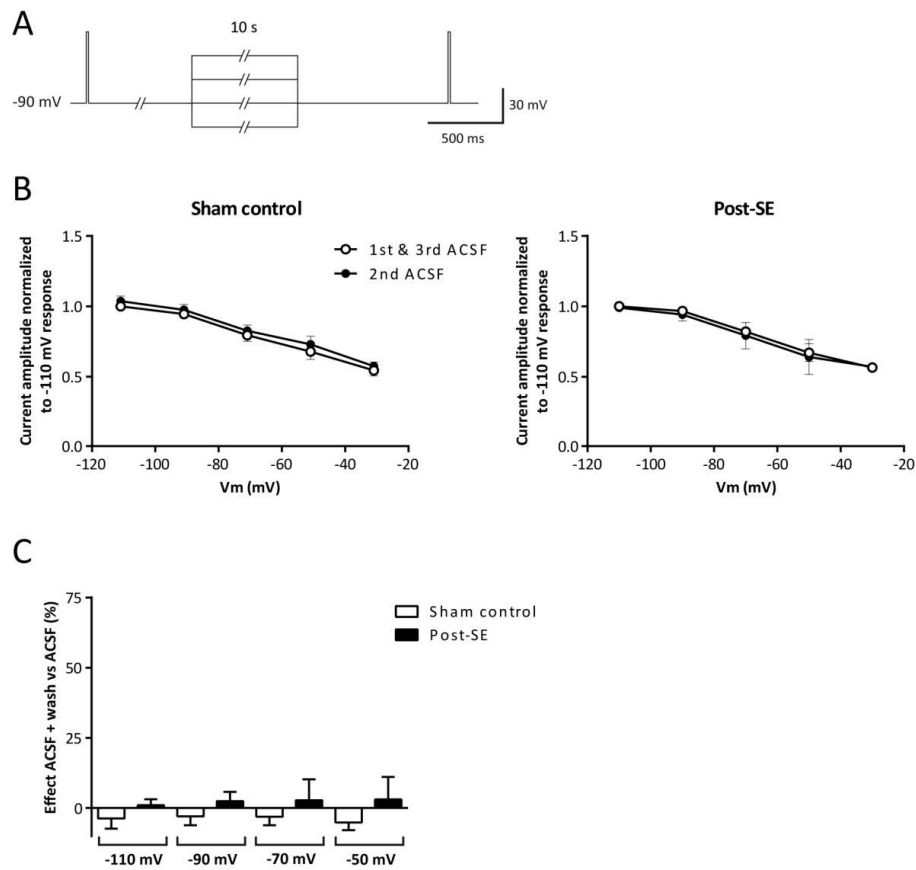 A
10 s
-90 mV
30 mV
500 ms
B
Sham control
Current amplitude normalized
to -110 mV response
1.5
1.0
0.5
0.0
-120
-100
-80
-60
-40
-20
Vm (mV)
1st & 3rd ACSF
2nd ACSF
Post-SE
Current amplitude normalized
to -110 mV response
1.5
1.0
0.5
0.0
-120
-100
-80
-60
-40
-20
Vm (mV)
C
Effect ACSF + wash vs ACSF (%)
75
50
25
0
Sham control
Post-SE
-110 mV
-90 mV
-70 mV
-50 mV